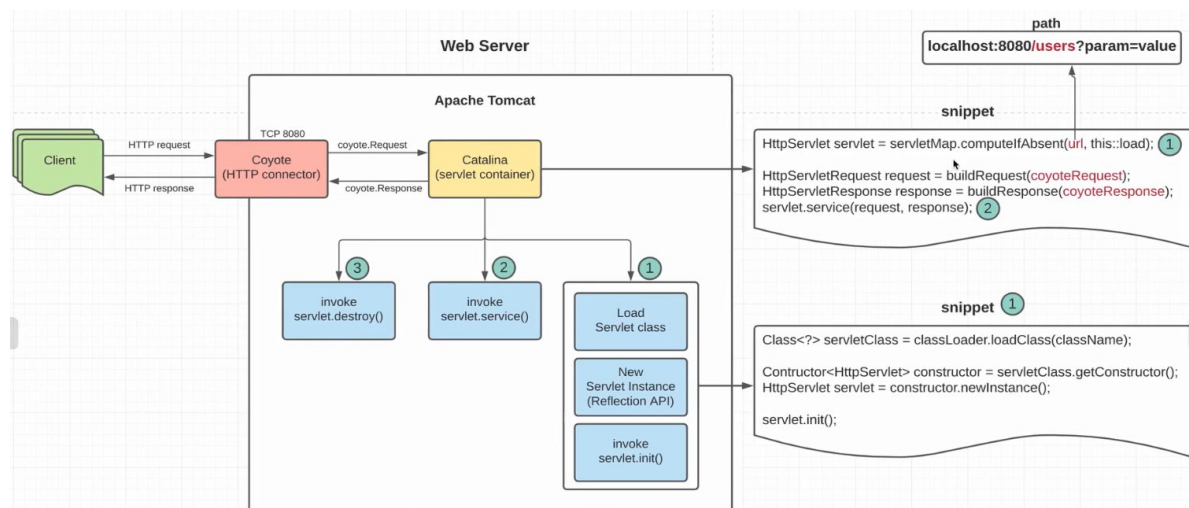 path
localhost:8080/users?param=value
Web Server
Apache Tomcat
snippet
Client
HTTP request
HTTP response
TCP 8080
Coyote
(HTTP connector)
coyote.Request
coyote.Response
Catalina
(servlet container)
HttpServlet servlet = servletMap.computeIfAbsent(url, this::load); 1
HttpServletRequest request = buildRequest(coyoteRequest);
HttpServletResponse response = buildResponse(coyoteResponse);
servlet.service(request, response); 2
3
invoke
servlet.destroy()
2
invoke
servlet.service()
1
Load
Servlet class
New
Servlet Instance
(Reflection API)
invoke
servlet.init()
snippet 1
Class<?> servletClass = classLoader.loadClass(className);
Contructor<HttpServlet> constructor = servletClass.getConstructor();
HttpServlet servlet = constructor.newInstance();
servlet.init();